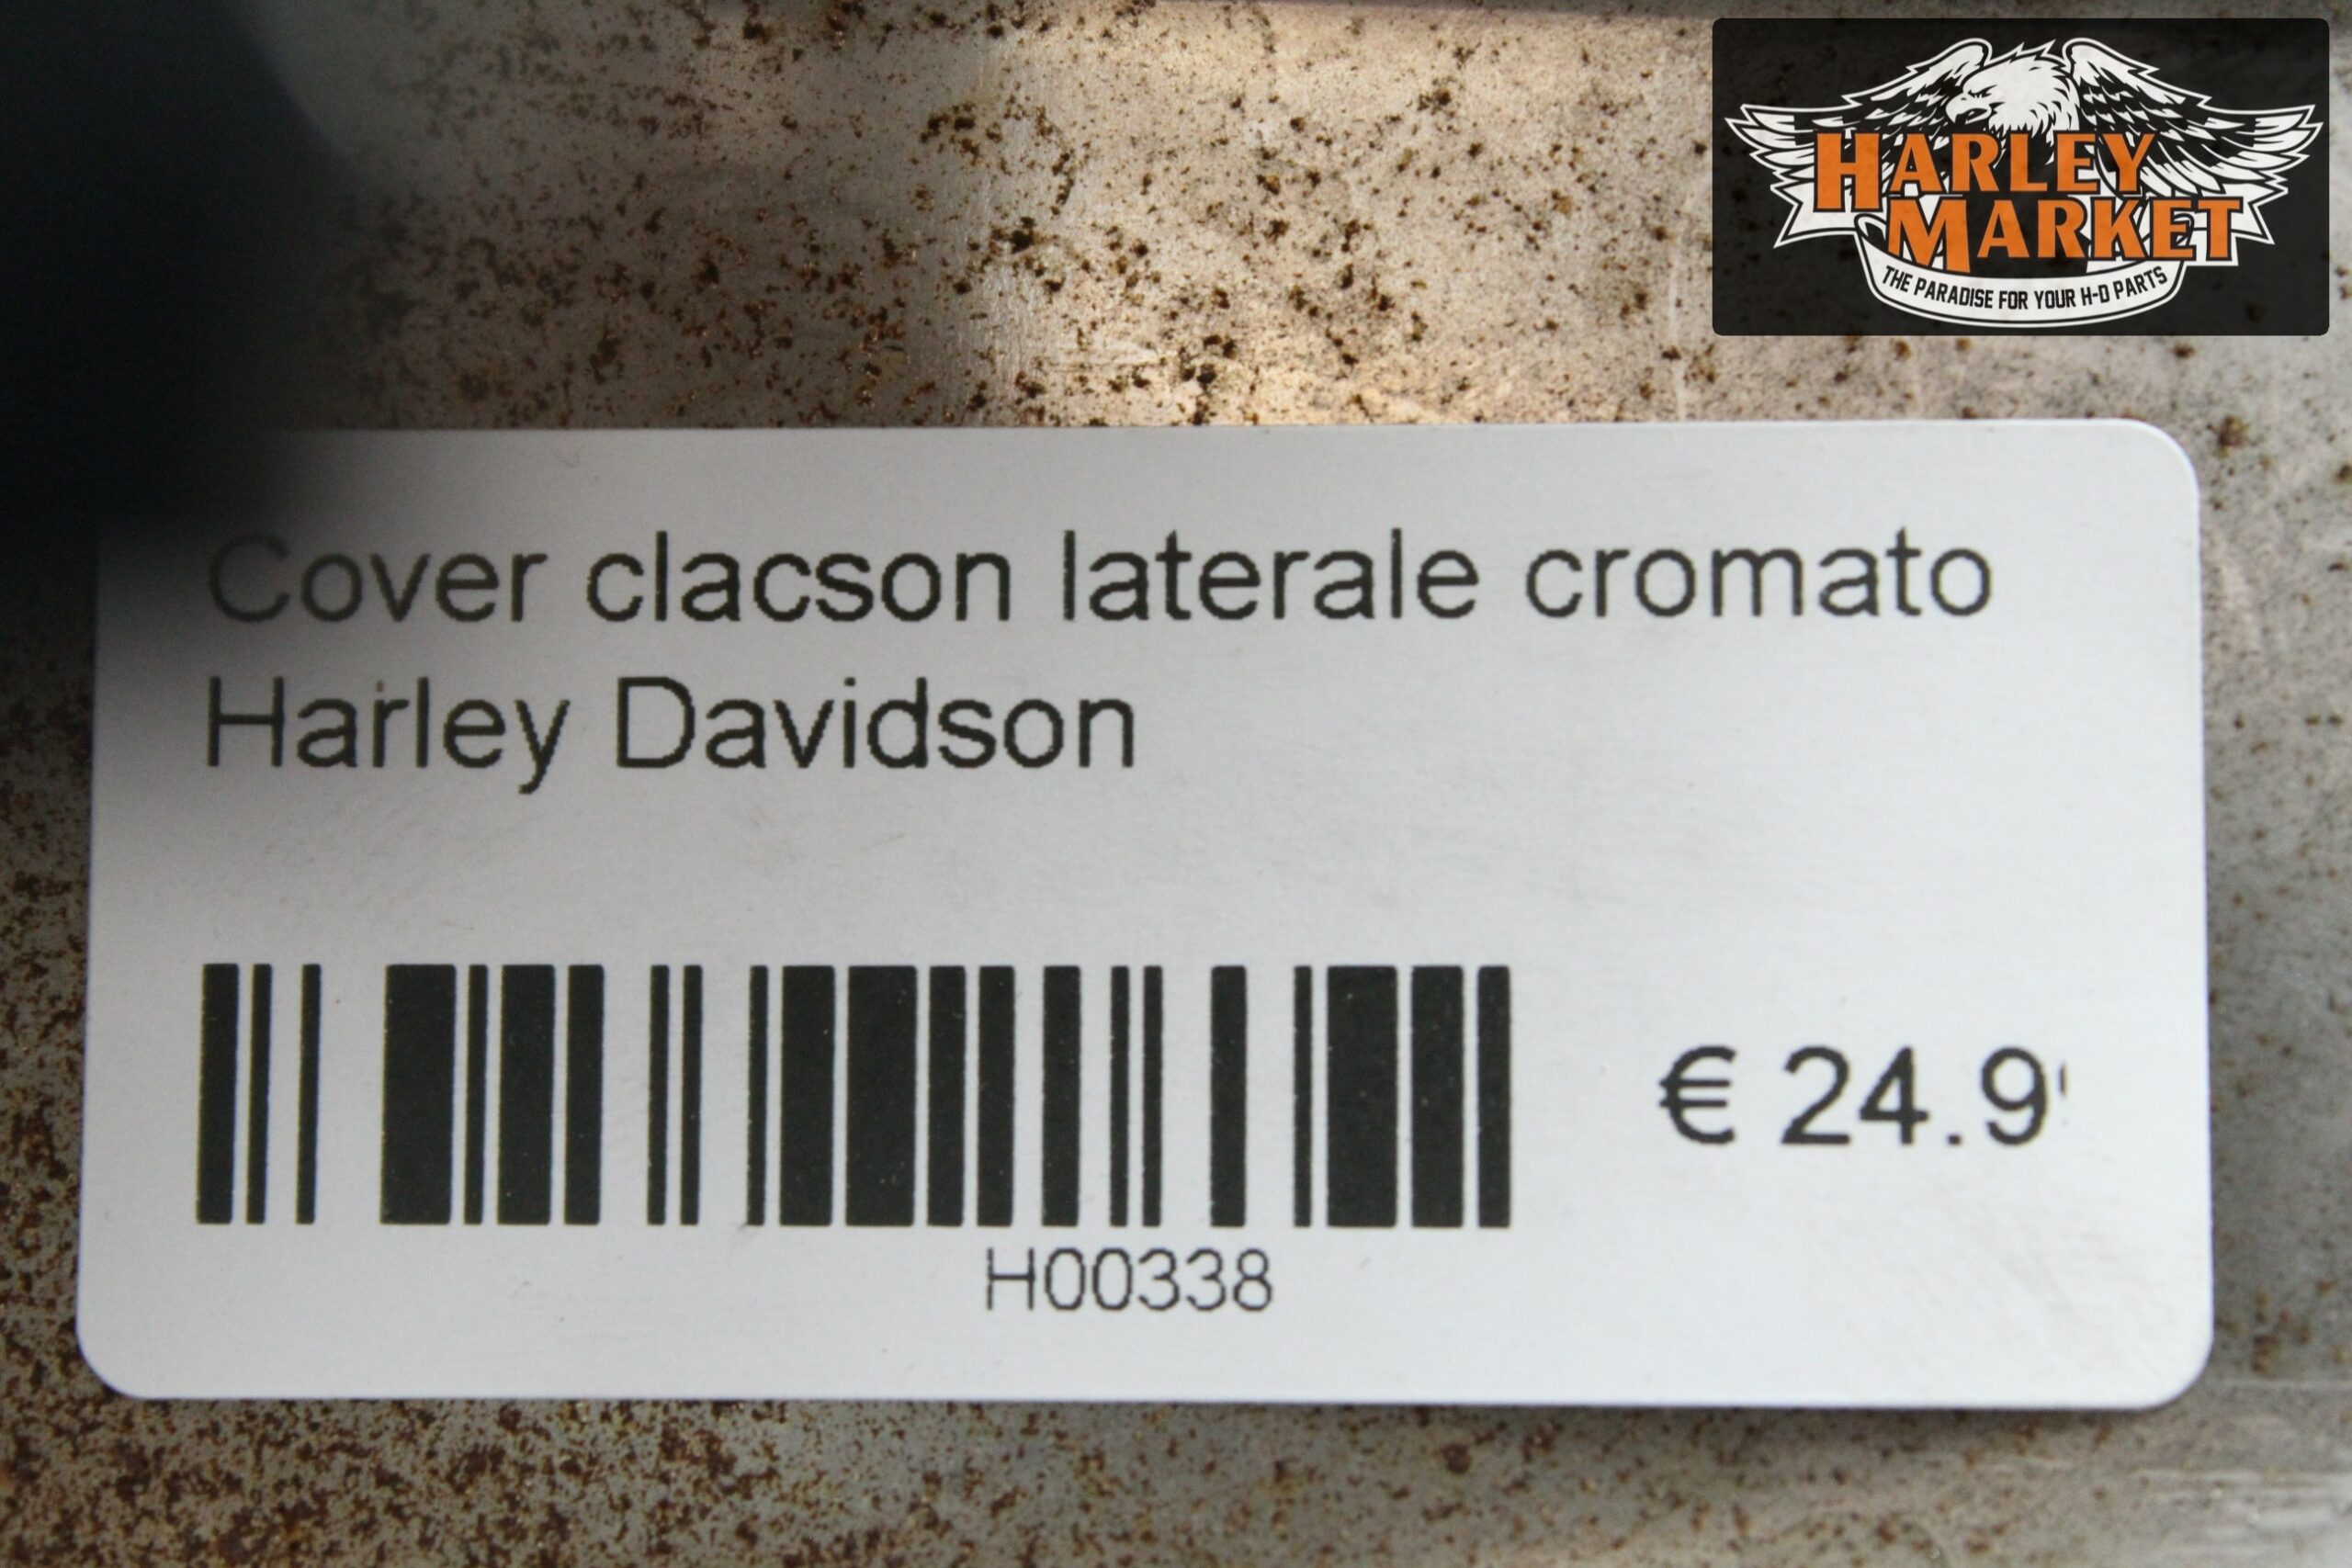 HARLEY
MARKET
THE PARADISE FOR YOUR H-D PARTS
Cover clacson laterale cromato
Harley Davidson
€ 24.9
H00338